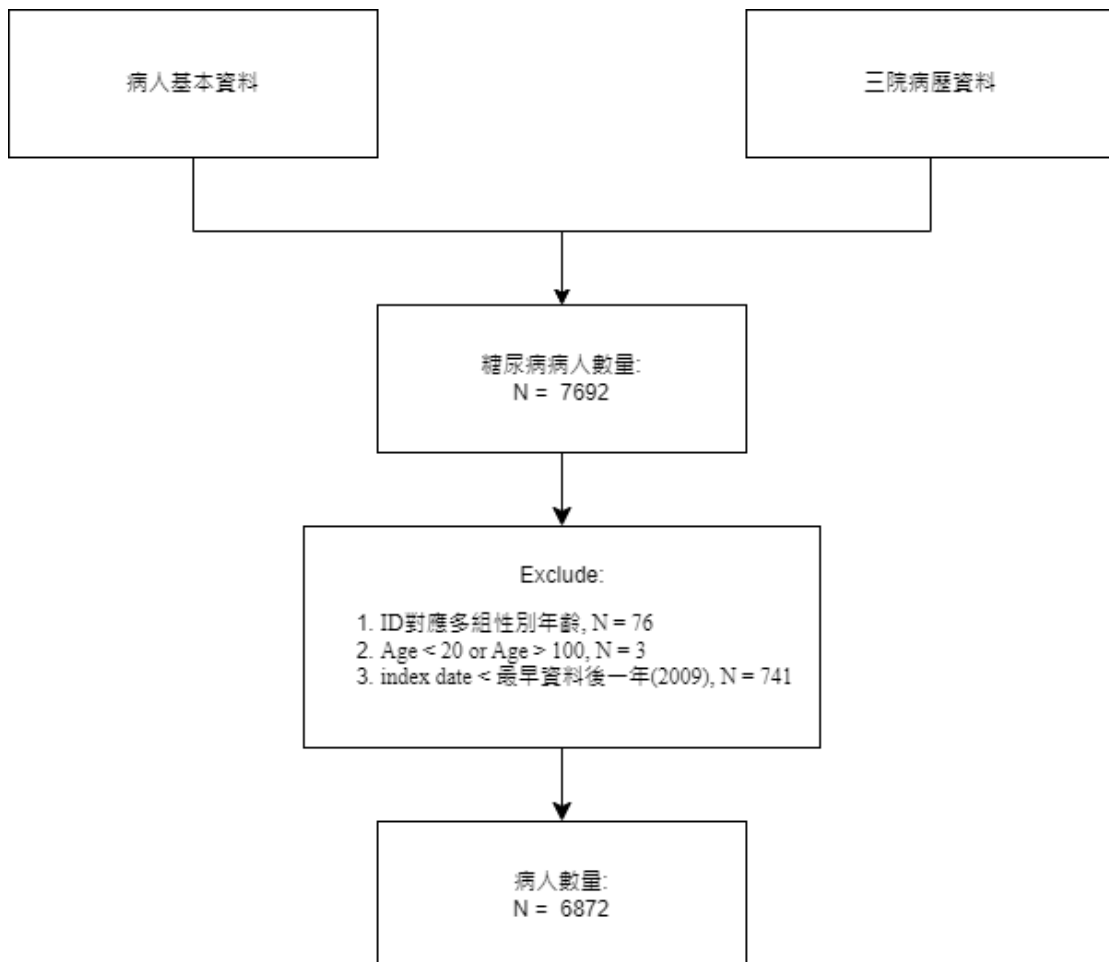 病人基本資料
三院病歷資料
糖尿病病人數量:
N = 7692
Exclude:
1. ID對應多組性別年齡, N = 76
2. Age < 20 or Age > 100, N = 3
3. index date < 最早資料後一年(2009), N = 741
病人數量:
N = 6872